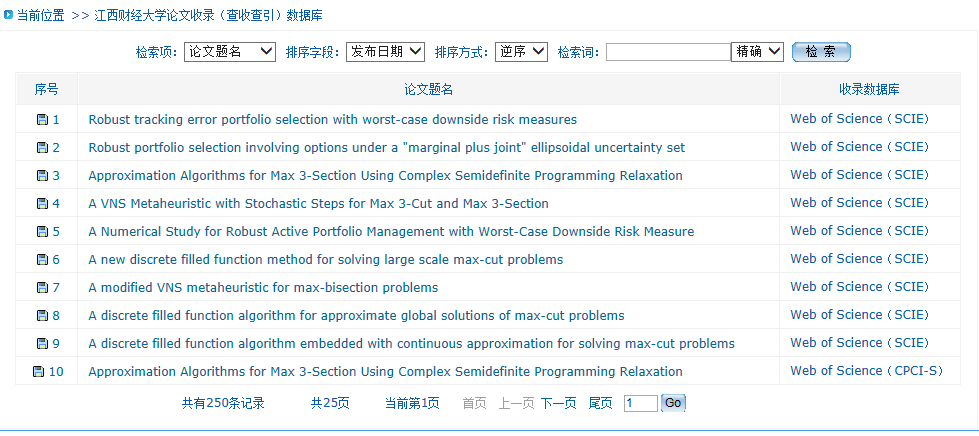 当前位置 >> 江西财经大学论文收录（查收查引）数据库
检索项: 论文题名 排序字段: 发布日期 排序方式: 逆序 检索词: 精确 检 索
序号 论文题名 收录数据库
1 Robust tracking error portfolio selection with worst-case downside risk measures Web of Science（SCIE）
2 Robust portfolio selection involving options under a "marginal plus joint" ellipsoidal uncertainty set Web of Science（SCIE）
3 Approximation Algorithms for Max 3-Section Using Complex Semidefinite Programming Relaxation Web of Science（SCIE）
4 A VNS Metaheuristic with Stochastic Steps for Max 3-Cut and Max 3-Section Web of Science（SCIE）
5 A Numerical Study for Robust Active Portfolio Management with Worst-Case Downside Risk Measure Web of Science（SCIE）
6 A new discrete filled function method for solving large scale max-cut problems Web of Science（SCIE）
7 A modified VNS metaheuristic for max-bisection problems Web of Science（SCIE）
8 A discrete filled function algorithm for approximate global solutions of max-cut problems Web of Science（SCIE）
9 A discrete filled function algorithm embedded with continuous approximation for solving max-cut problems Web of Science（SCIE）
10 Approximation Algorithms for Max 3-Section Using Complex Semidefinite Programming Relaxation Web of Science（CPCI-S）
共有250条记录 共25页 当前第1页 首页 上一页 下一页 尾页 1 Go